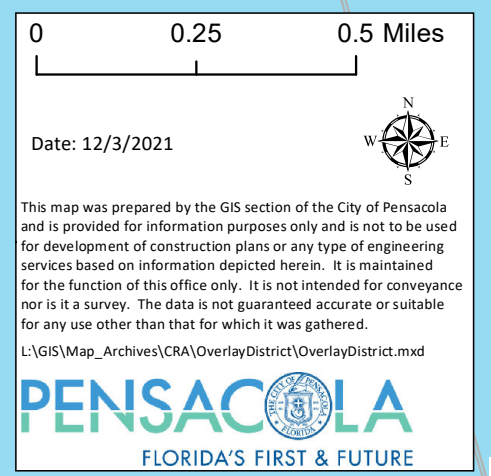 0 0.25 0.5 Miles
Date: 12/3/2021
N
W E
S
This map was prepared by the GIS section of the City of Pensacola
and is provided for information purposes only and is not to be used
for development of construction plans or any type of engineering
services based on information depicted herein. It is maintained
for the function of this office only. It is not intended for conveyance
nor is it a survey. The data is not guaranteed accurate or suitable
for any use other than that for which it was gathered.
L:\GIS\Map_Archives\CRA\OverlayDistrict\OverlayDistrict.mxd
PENSACOLA
THE CITY OF PENSACOLA
FLORIDA
FLORIDA'S FIRST & FUTURE